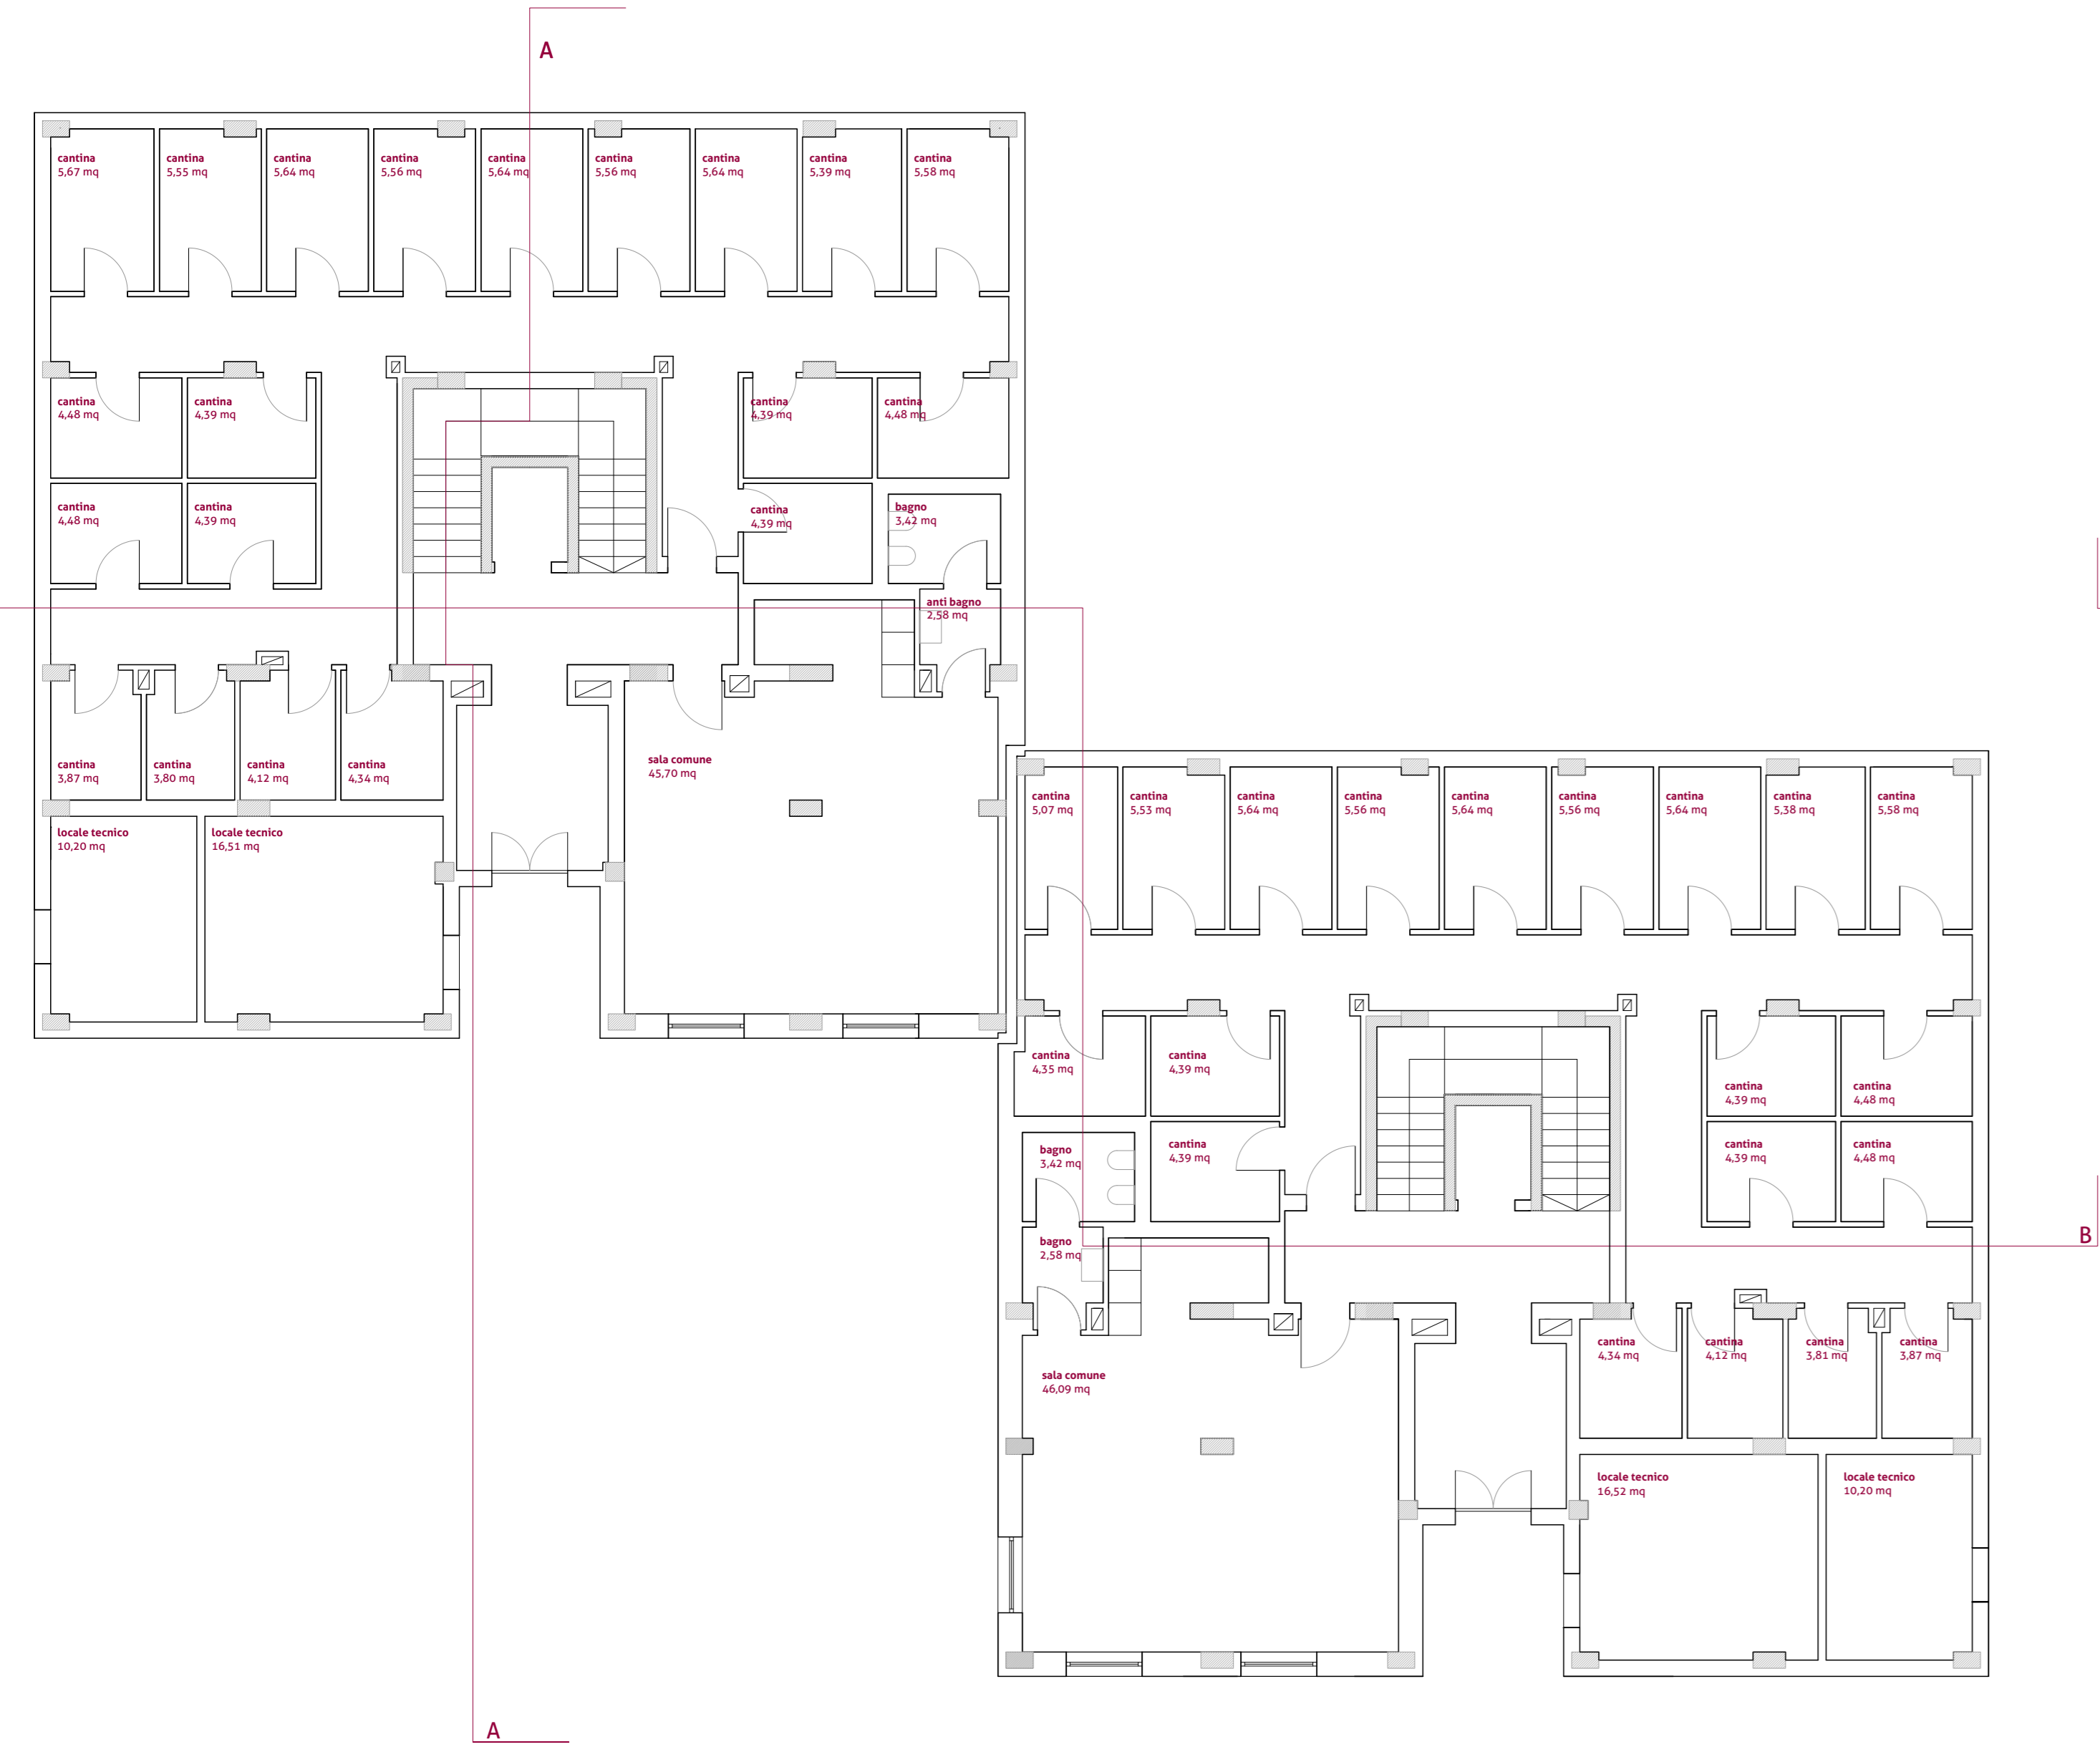 A
cantina
5,67 mq
cantina
5,55 mq
cantina
5,64 mq
cantina
5,56 mq
cantina
5,64 mq
cantina
5,56 mq
cantina
5,64 mq
cantina
5,39 mq
cantina
5,58 mq
cantina
4,48 mq
cantina
4,39 mq
cantina
4,39 mq
cantina
4,48 mq
cantina
4,48 mq
cantina
4,39 mq
cantina
4,39 mq
bagno
3,42 mq
anti bagno
2,58 mq
cantina
3,87 mq
cantina
3,80 mq
cantina
4,12 mq
cantina
4,34 mq
sala comune
45,70 mq
locale tecnico
10,20 mq
locale tecnico
16,51 mq
cantina
5,07 mq
cantina
5,53 mq
cantina
5,64 mq
cantina
5,56 mq
cantina
5,64 mq
cantina
5,56 mq
cantina
5,64 mq
cantina
5,38 mq
cantina
5,58 mq
cantina
4,35 mq
cantina
4,39 mq
cantina
4,39 mq
cantina
4,48 mq
bagno
3,42 mq
cantina
4,39 mq
cantina
4,39 mq
cantina
4,48 mq
bagno
2,58 mq
B
cantina
4,34 mq
cantina
4,12 mq
cantina
3,81 mq
cantina
3,87 mq
sala comune
46,09 mq
locale tecnico
16,52 mq
locale tecnico
10,20 mq
A